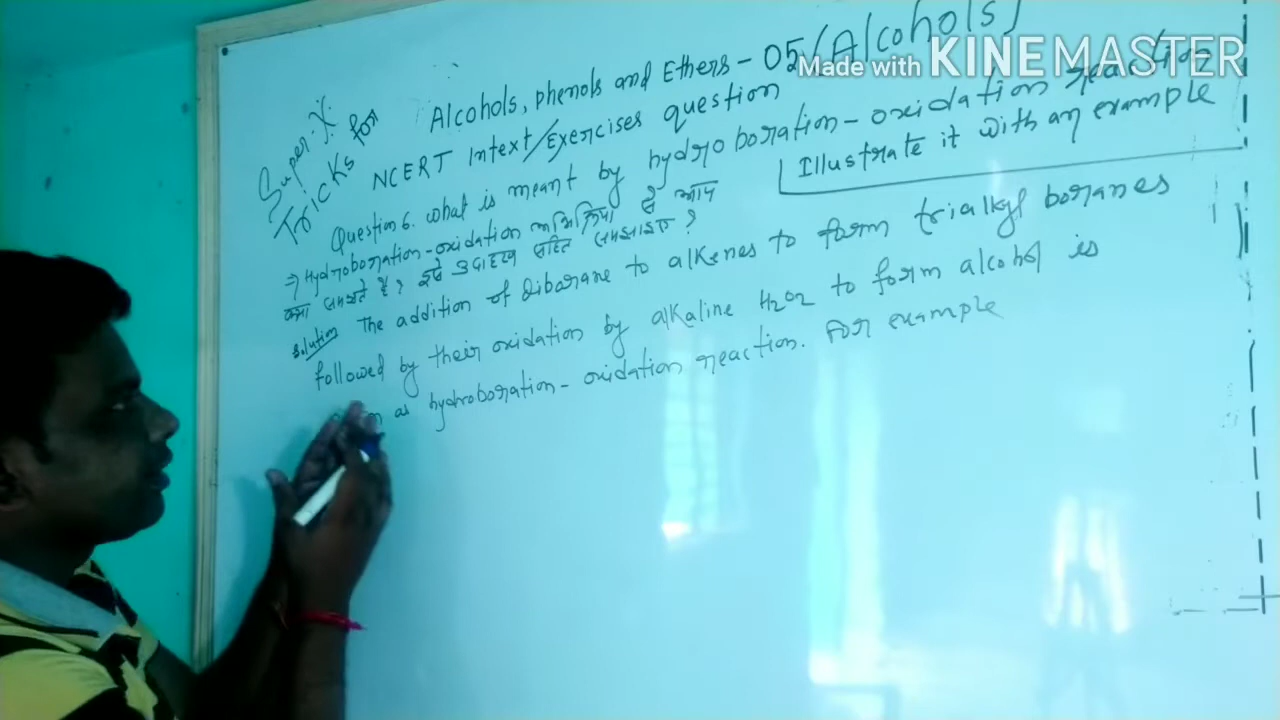 Super: X
Tricks for
Alcohols, phenols and Ethers - 05 (Alcohols)
Made with KINEMASTER
NCERT Intext/Exercises question
Question 6. What is meant by hydroboration - oxidation reaction
Illustrate it with an example
⇒ Hydroboration - oxidation अभिक्रिया से आप
क्या समझते हैं? इसे उदाहरण सहित समझाइए?
Solution The addition of Diborane to alkenes to form trialkyl boranes
followed by their oxidation by alkaline H2O2 to form alcohol is
as hydroboration - oxidation reaction. For example